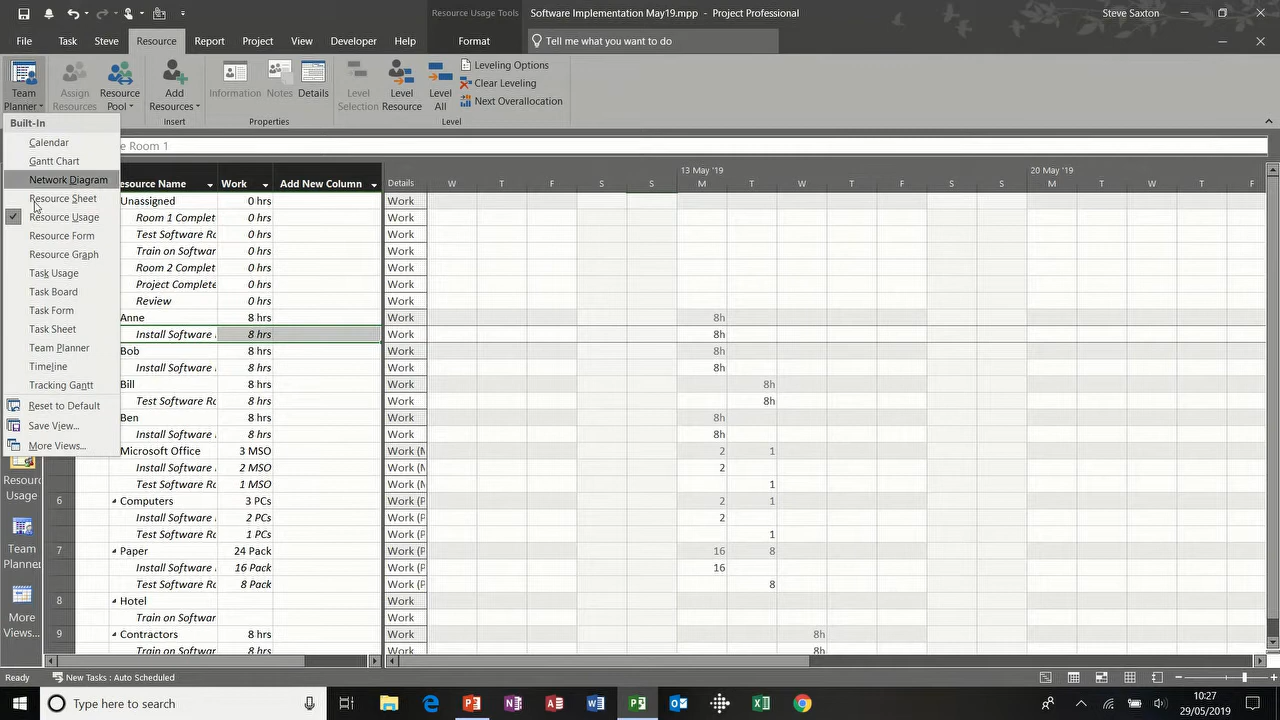 Resource Usage Tools
Software Implementation May19.mpp - Project Professional
Steve Saxton
File Task Steve Resource Report Project View Developer Help Format Tell me what you want to do
Team Planner
Assign Resources
Resource Pool
Add Resources
Information
Notes
Details
Level Selection
Level Resource
Level All
Leveling Options
Clear Leveling
Next Overallocation
Insert
Properties
Level
Built-In
Calendar
Gantt Chart
Network Diagram
Resource Sheet
Resource Usage
Resource Form
Resource Graph
Task Usage
Task Board
Task Form
Task Sheet
Team Planner
Timeline
Tracking Gantt
Reset to Default
Save View...
More Views...
Resource Usage
Team Planner
More Views...
Room 1
13 May '19 20 May '19
Resource Name Work Add New Column Details W T F S S M T W T F S S M T W T F
Unassigned 0 hrs Work
Room 1 Complet 0 hrs Work
Test Software Ro 0 hrs Work
Train on Softwar 0 hrs Work
Room 2 Complet 0 hrs Work
Project Complete 0 hrs Work
Review 0 hrs Work
Anne 8 hrs Work 8h
Install Software 8 hrs Work 8h
Bob 8 hrs Work 8h
Install Software 8 hrs Work 8h
Bill 8 hrs Work 8h
Test Software Ro 8 hrs Work 8h
Ben 8 hrs Work 8h
Install Software 8 hrs Work 8h
Microsoft Office 3 MSO Work (M 2 1
Install Software 2 MSO Work (M 2
Test Software Ro 1 MSO Work (M 1
6 Computers 3 PCs Work (P 2 1
Install Software 2 PCs Work (P 2
Test Software Ro 1 PCs Work (P 1
7 Paper 24 Pack Work (P 16 8
Install Software 16 Pack Work (P 16
Test Software Ro 8 Pack Work (P 8
8 Hotel Work
Train on Softwar Work
9 Contractors 8 hrs Work 8h
Train on Softwar 8 hrs Work 8h
Ready New Tasks : Auto Scheduled
Type here to search
10:27
29/05/2019